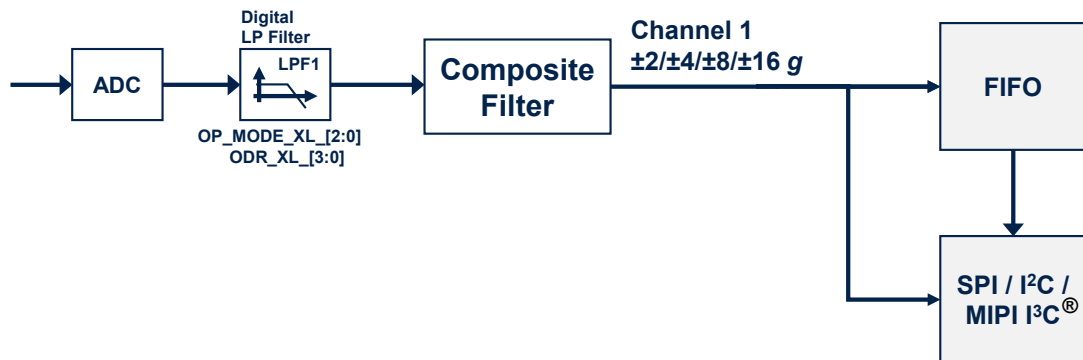 Digital
LP Filter
LPF1
ADC
OP_MODE_XL_[2:0]
ODR_XL_[3:0]
Composite
Filter
Channel 1
±2/±4/±8/±16 g
FIFO
SPI / I²C /
MIPI I³C®